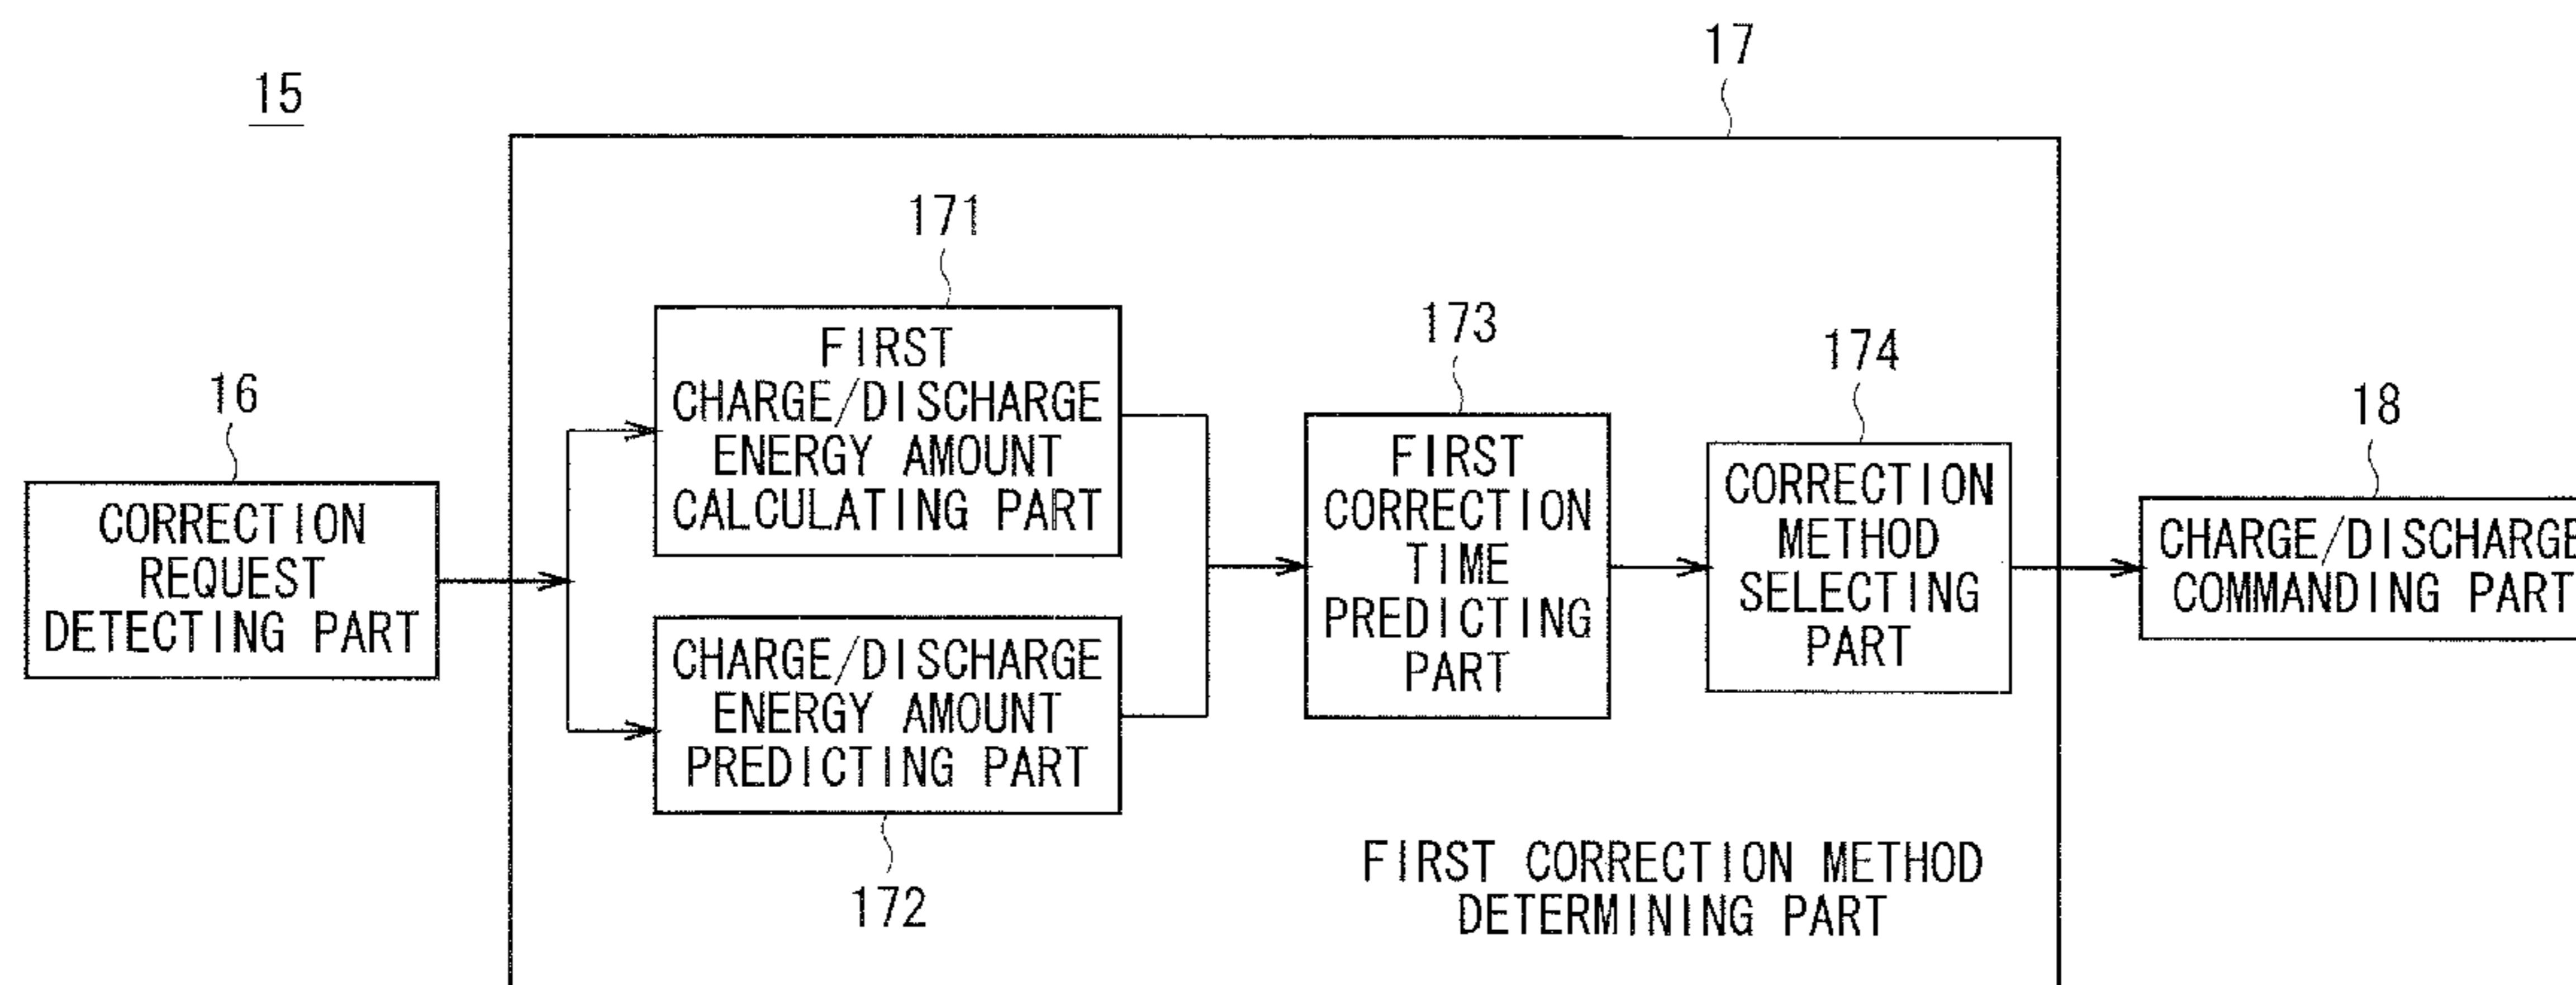 15
17
171
FIRST
CHARGE/DISCHARGE
ENERGY AMOUNT
CALCULATING PART
16
CORRECTION
REQUEST
DETECTING PART
CHARGE/DISCHARGE
ENERGY AMOUNT
PREDICTING PART
172
173
FIRST
CORRECTION
TIME
PREDICTING
PART
174
CORRECTION
METHOD
SELECTING
PART
18
CHARGE/DISCHARGE
COMMANDING PART
FIRST CORRECTION METHOD
DETERMINING PART